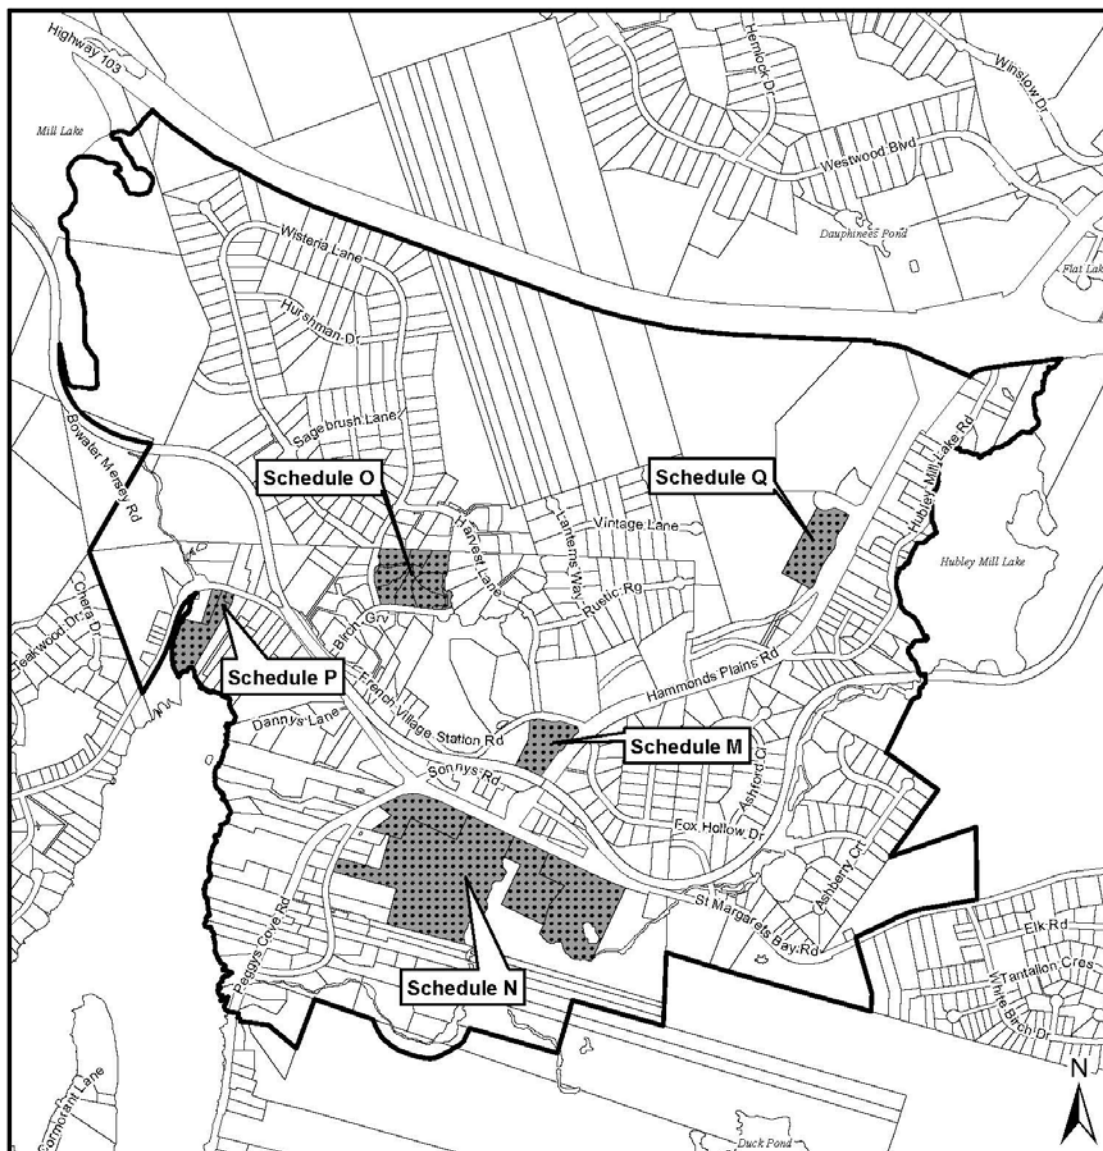 Highway 103
Hemlock Dr
Winslow Dr
Mill Lake
Westwood Blvd
Dauphinees Pond
Wisteria Lane
Flat Lake
Hurshman Dr
Sagebrush Lane
Bowater Mersey Rd
Schedule O
Schedule Q
Hubley Mill Lake Rd
Harvest Lane
Lanterns Way
Vintage Lane
Hubley Mill Lake
Rustic Rg
Chera Dr
Teekwood Dr
Birch Grv
Schedule P
Hammonds Plains Rd
French Village Station Rd
Dannys Lane
Schedule M
Sonnys Rd
Ashford Cl
Fox Hollow Dr
Ashberry Crt
St Margarets Bay Rd
Peggys Cove Rd
Elk Rd
Schedule N
Tantallon Cres
White Birch Dr
N
Cormorant Lane
Duck Pond